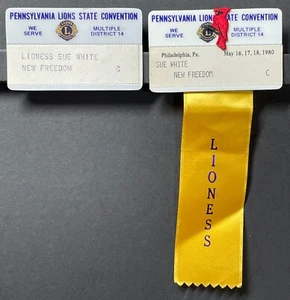 PENNSYLVANIA LIONS STATE CONVENTION
WE SERVE
L
MULTIPLE DISTRICT 14
LIONESS SUE WHITE
NEW FREEDOM C
PENNSYLVANIA LIONS STATE CONVENTION
WE SERVE
MULTIPLE DISTRICT 14
Philadelphia, Pa. May 16, 17, 18, 1980
SUE WHITE
NEW FREEDOM C
LIONESS